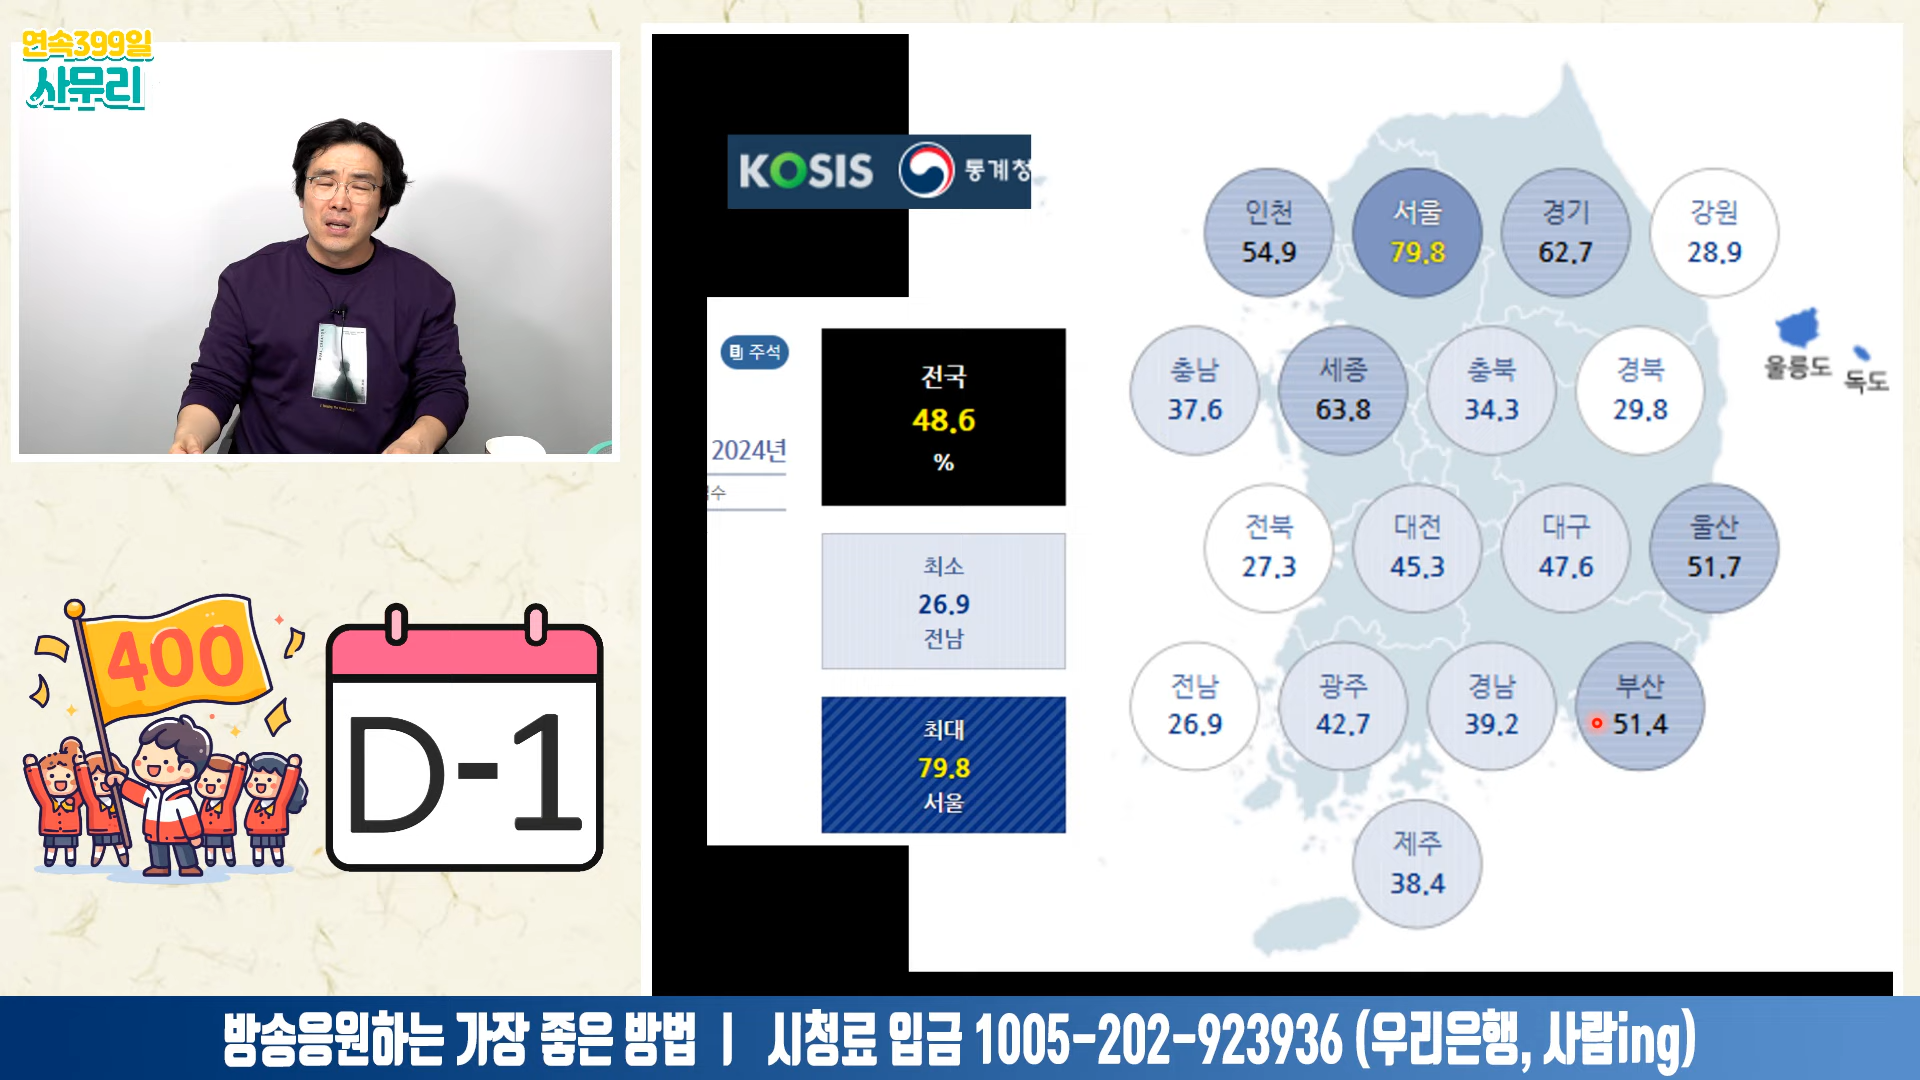 연속399일
사무리
KOSIS 통계청
주석
2024년
전국
48.6
%
최소
26.9
전남
최대
79.8
서울
인천
54.9
서울
79.8
경기
62.7
강원
28.9
충남
37.6
세종
63.8
충북
34.3
경북
29.8
울릉도
독도
전북
27.3
대전
45.3
대구
47.6
울산
51.7
전남
26.9
광주
42.7
경남
39.2
부산
51.4
제주
38.4
400
D-1
방송응원하는 가장 좋은 방법 | 시청료 입금 1005-202-923936 (우리은행, 사람ing)